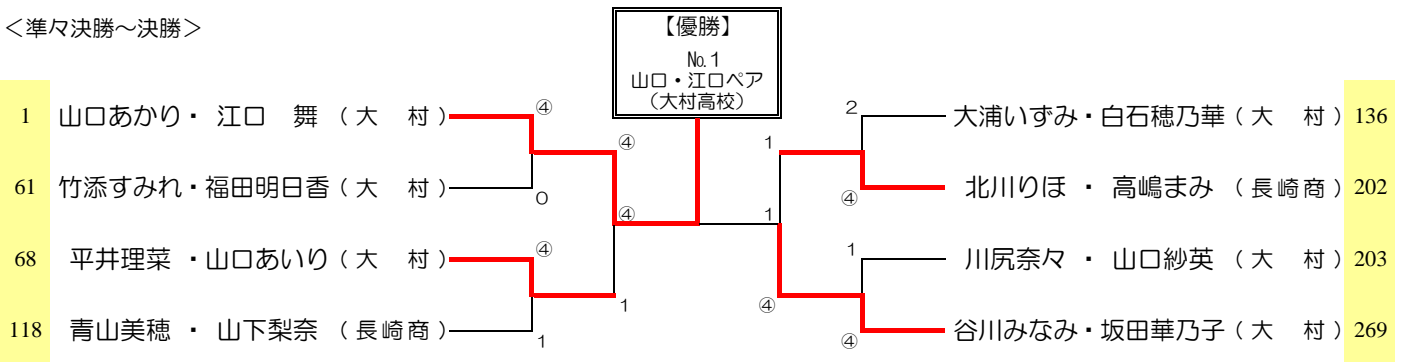 <準々決勝~決勝>
【優勝】
№1
山口・江口ペア
(大村高校)
1 山口あかり・ 江口 舞 (大 村) ④ 2 大浦いずみ・白石穂乃華(大 村) 136
④ 1
61 竹添すみれ・福田明日香(大 村) 0 ④ 北川りほ ・ 高嶋まみ (長崎商) 202
④ 1
68 平井理菜 ・山口あいり(大 村) ④ 1 川尻奈々 ・ 山口紗英 (大 村) 203
1 ④
118 青山美穂 ・ 山下梨奈 (長崎商) 1 ④ 谷川みなみ・坂田華乃子(大 村) 269